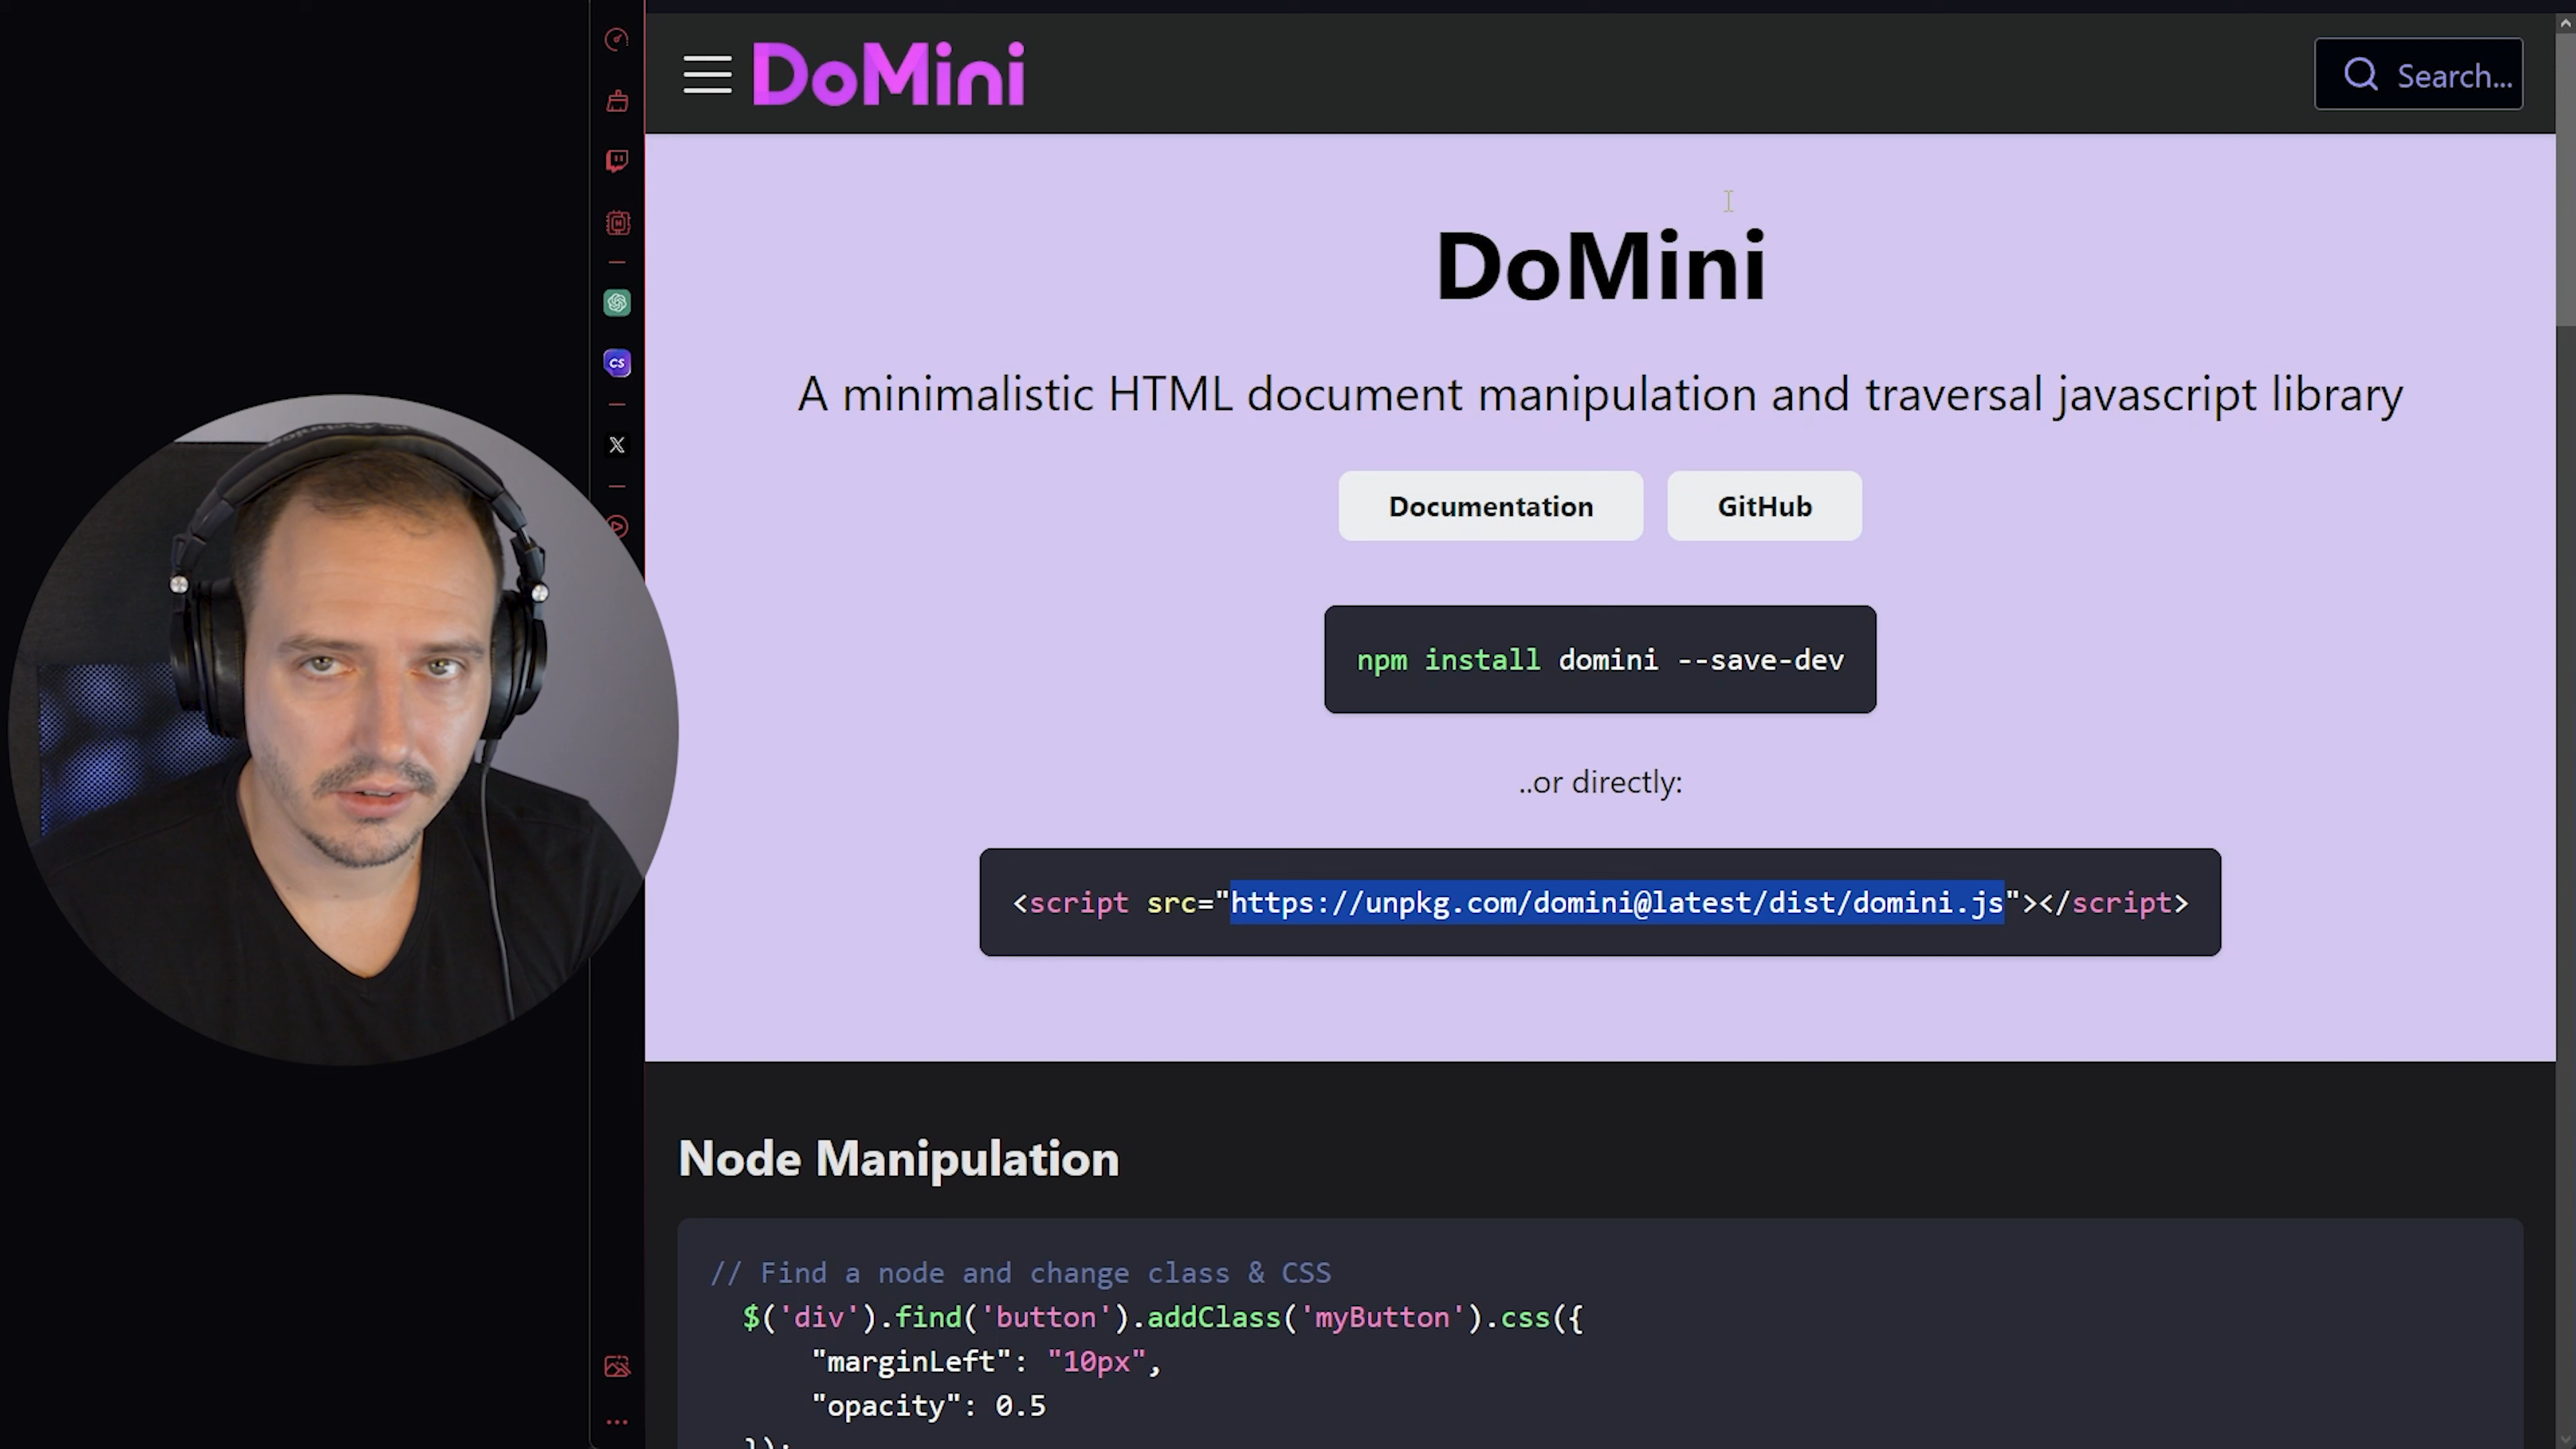 DoMini
Search...
DoMini
A minimalistic HTML document manipulation and traversal javascript library
Documentation
GitHub
npm install domini --save-dev
..or directly:
<script src="https://unpkg.com/domini@latest/dist/domini.js"></script>
Node Manipulation
// Find a node and change class & CSS
$('div').find('button').addClass('myButton').css({
"marginLeft": "10px",
"opacity": 0.5
});
CS